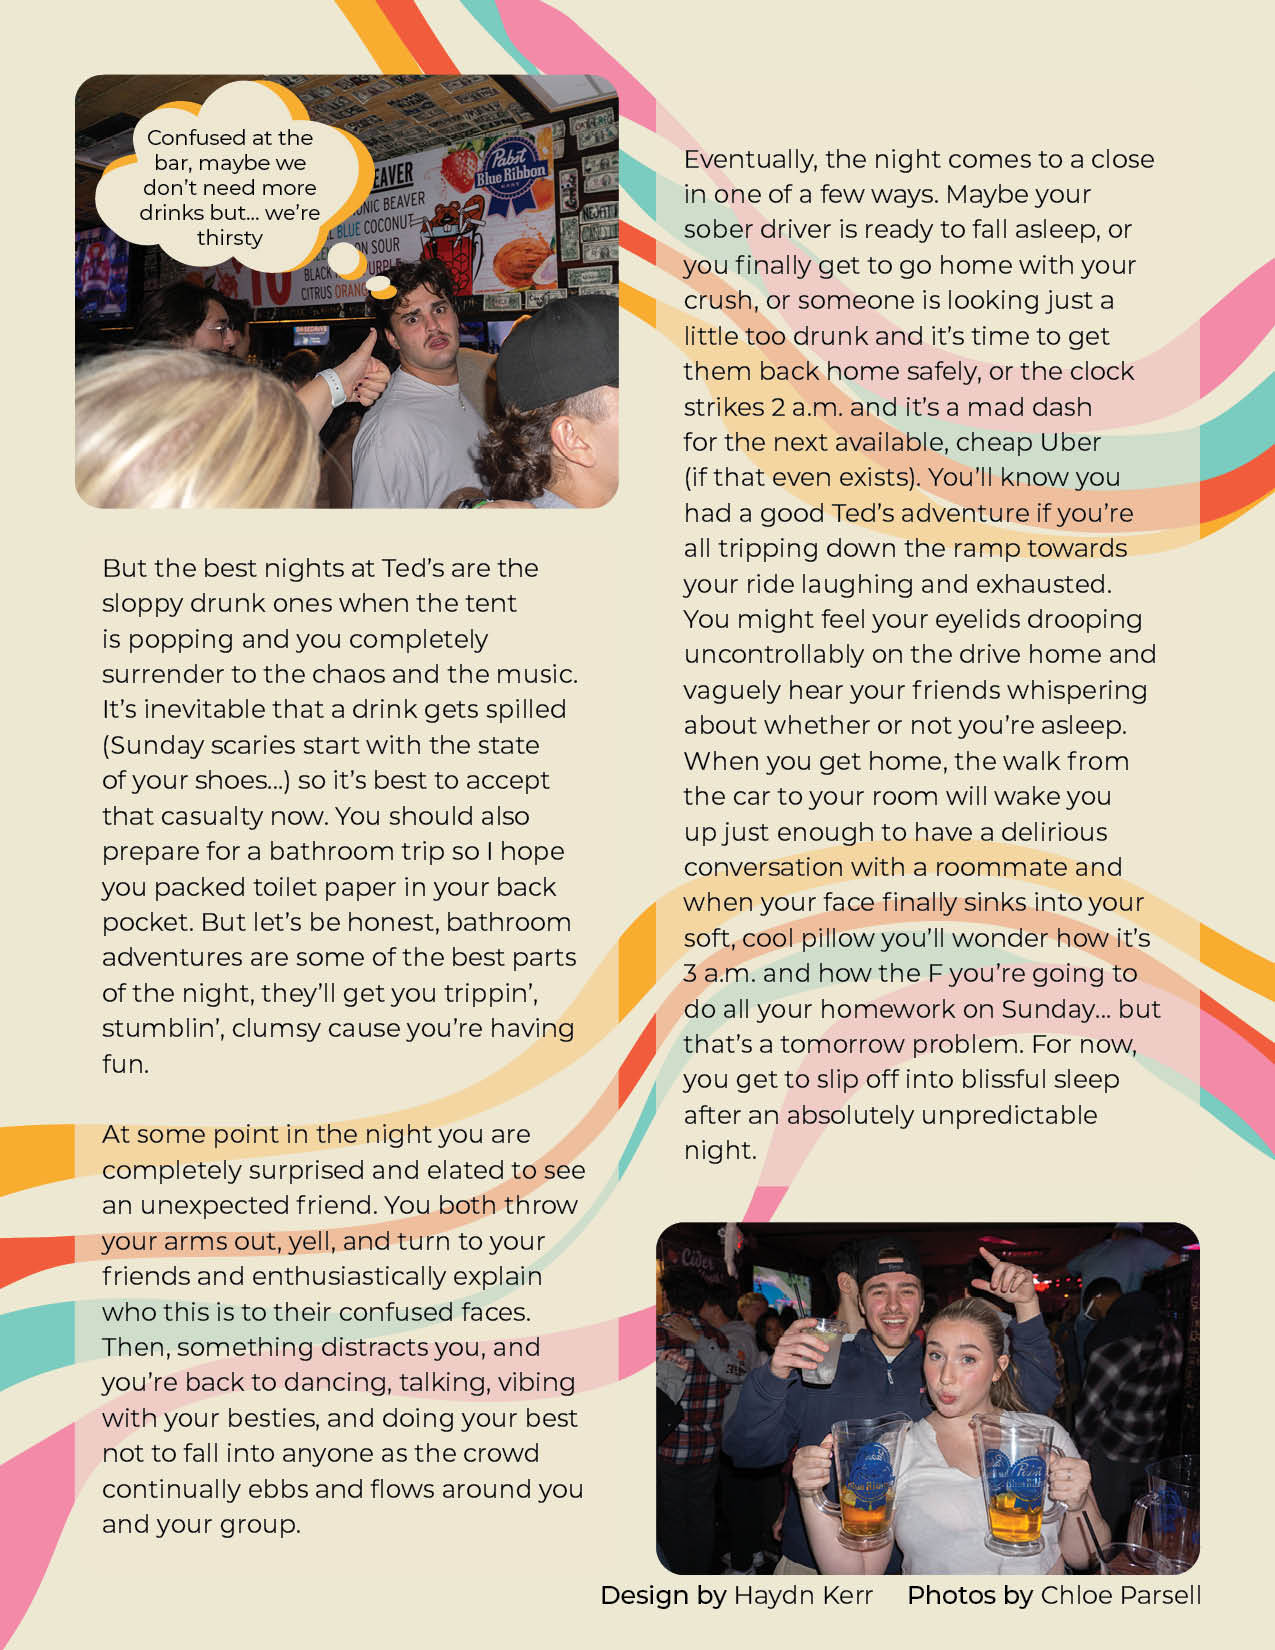 Confused at the
bar, maybe we
don't need more
drinks but... we're
thirsty
EAVER
Pabst
Blue Ribbon
NIC BEAVER
BLUE COCONUT
ON SOUR
BLACK
PURPLE
CITRUS ORANG
10
But the best nights at Ted's are the
sloppy drunk ones when the tent
is popping and you completely
surrender to the chaos and the music.
It's inevitable that a drink gets spilled
(Sunday scaries start with the state
of your shoes...) so it's best to accept
that casualty now. You should also
prepare for a bathroom trip so I hope
you packed toilet paper in your back
pocket. But let's be honest, bathroom
adventures are some of the best parts
of the night, they'll get you trippin',
stumblin', clumsy cause you're having
fun.
At some point in the night you are
completely surprised and elated to see
an unexpected friend. You both throw
your arms out, yell, and turn to your
friends and enthusiastically explain
who this is to their confused faces.
Then, something distracts you, and
you're back to dancing, talking, vibing
with your besties, and doing your best
not to fall into anyone as the crowd
continually ebbs and flows around you
and your group.
Eventually, the night comes to a close
in one of a few ways. Maybe your
sober driver is ready to fall asleep, or
you finally get to go home with your
crush, or someone is looking just a
little too drunk and it's time to get
them back home safely, or the clock
strikes 2 a.m. and it's a mad dash
for the next available, cheap Uber
(if that even exists). You'll know you
had a good Ted's adventure if you're
all tripping down the ramp towards
your ride laughing and exhausted.
You might feel your eyelids drooping
uncontrollably on the drive home and
vaguely hear your friends whispering
about whether or not you're asleep.
When you get home, the walk from
the car to your room will wake you
up just enough to have a delirious
conversation with a roommate and
when your face finally sinks into your
soft, cool pillow you'll wonder how it's
3 a.m. and how the F you're going to
do all your homework on Sunday... but
that's a tomorrow problem. For now,
you get to slip off into blissful sleep
after an absolutely unpredictable
night.
Cider
Pabst
Blue Ribbon
Design by Haydn Kerr Photos by Chloe Parsell